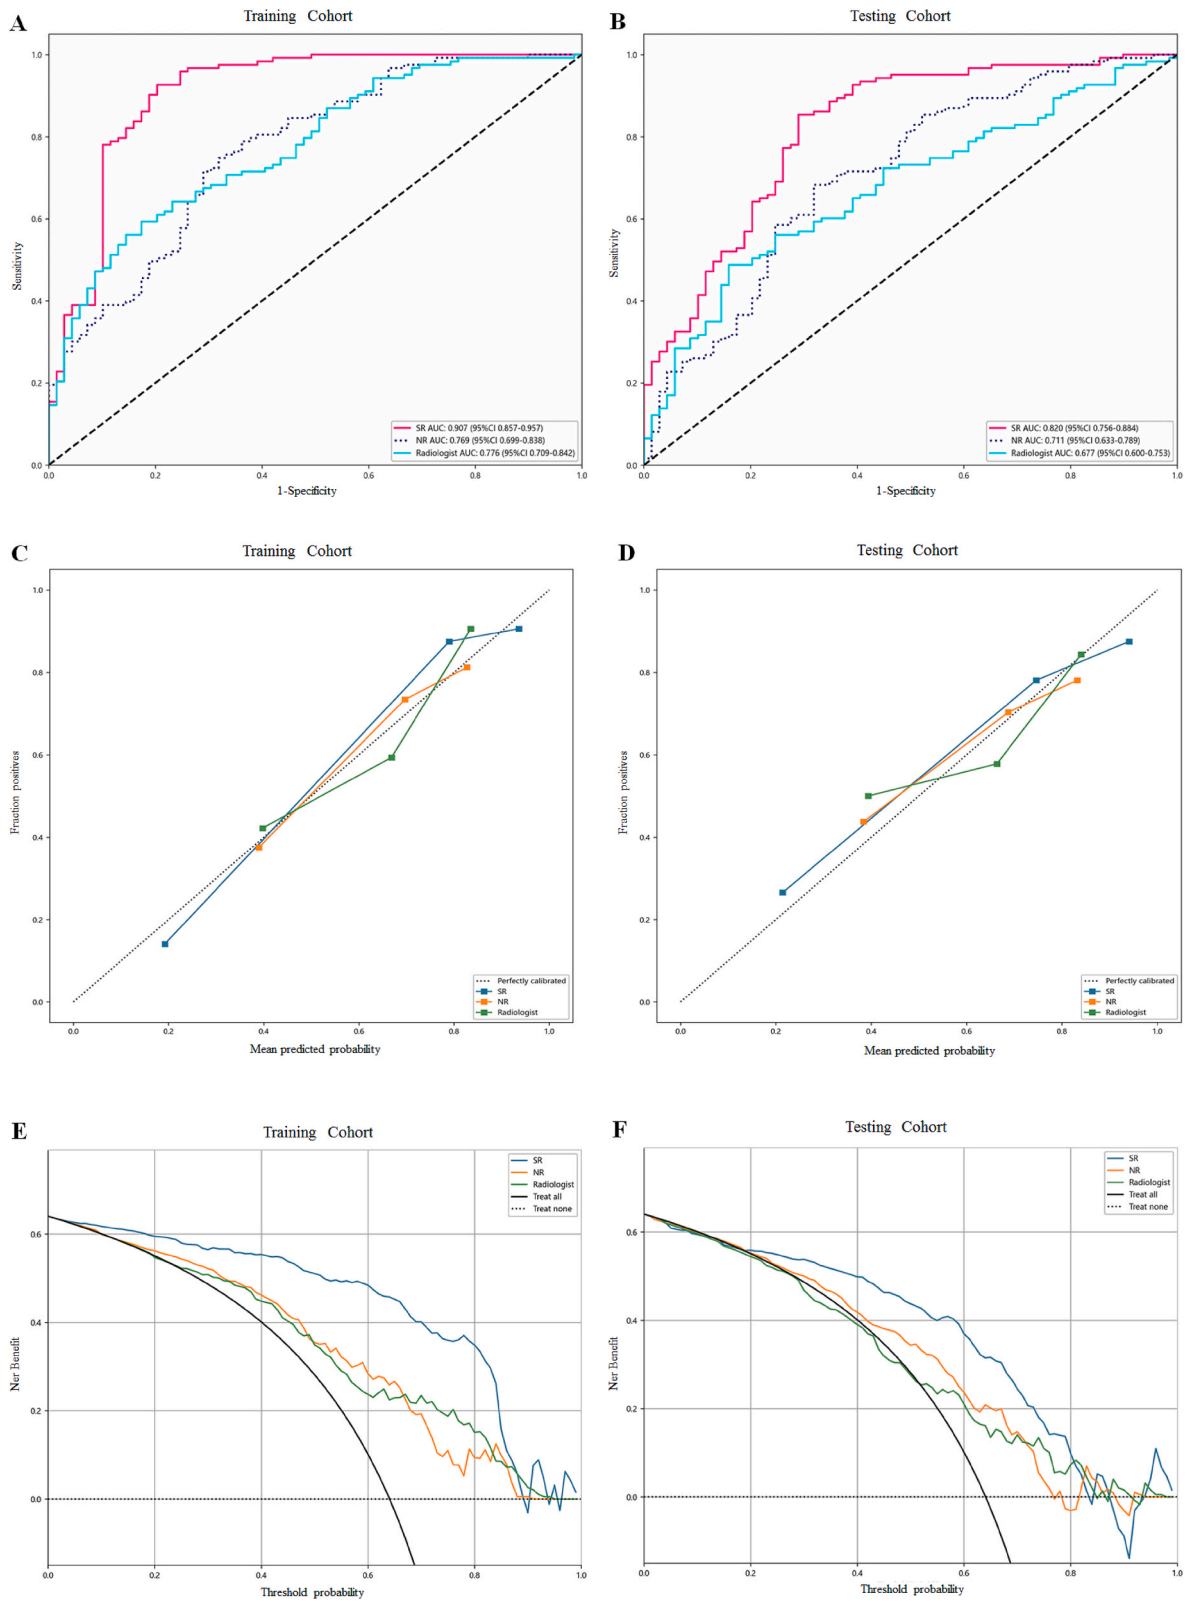 A
Training Cohort
1.0
0.8
0.6
0.4
0.2
0.0
Sensitivity
SR AUC: 0.907 (95%CI 0.857-0.957)
NR AUC: 0.769 (95%CI 0.699-0.838)
Radiologist AUC: 0.776 (95%CI 0.709-0.842)
0.0 0.2 0.4 0.6 0.8 1.0
1-Specificity
B
Testing Cohort
1.0
0.8
0.6
0.4
0.2
0.0
Sensitivity
SR AUC: 0.820 (95%CI 0.756-0.884)
NR AUC: 0.711 (95%CI 0.633-0.789)
Radiologist AUC: 0.677 (95%CI 0.600-0.753)
0.0 0.2 0.4 0.6 0.8 1.0
1-Specificity
C
Training Cohort
1.0
0.8
0.6
0.4
0.2
0.0
Fraction positives
Perfectly calibrated
SR
NR
Radiologist
0.0 0.2 0.4 0.6 0.8 1.0
Mean predicted probability
D
Testing Cohort
1.0
0.8
0.6
0.4
0.2
0.0
Fraction positives
Perfectly calibrated
SR
NR
Radiologist
0.0 0.2 0.4 0.6 0.8 1.0
Mean predicted probability
E
Training Cohort
SR
NR
Radiologist
Treat all
Treat none
0.6
0.4
0.2
0.0
Ner Benefit
0.0 0.2 0.4 0.6 0.8 1.0
Threshold probability
F
Testing Cohort
SR
NR
Radiologist
Treat all
Treat none
0.6
0.4
0.2
0.0
Ner Benefit
0.0 0.2 0.4 0.6 0.8 1.0
Threshold probability